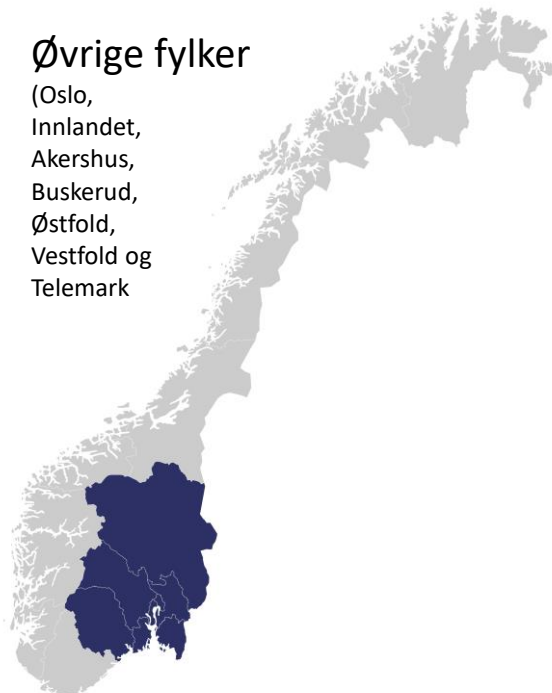 Øvrige fylker
(Oslo,
Innlandet,
Akershus,
Buskerud,
Østfold,
Vestfold og
Telemark